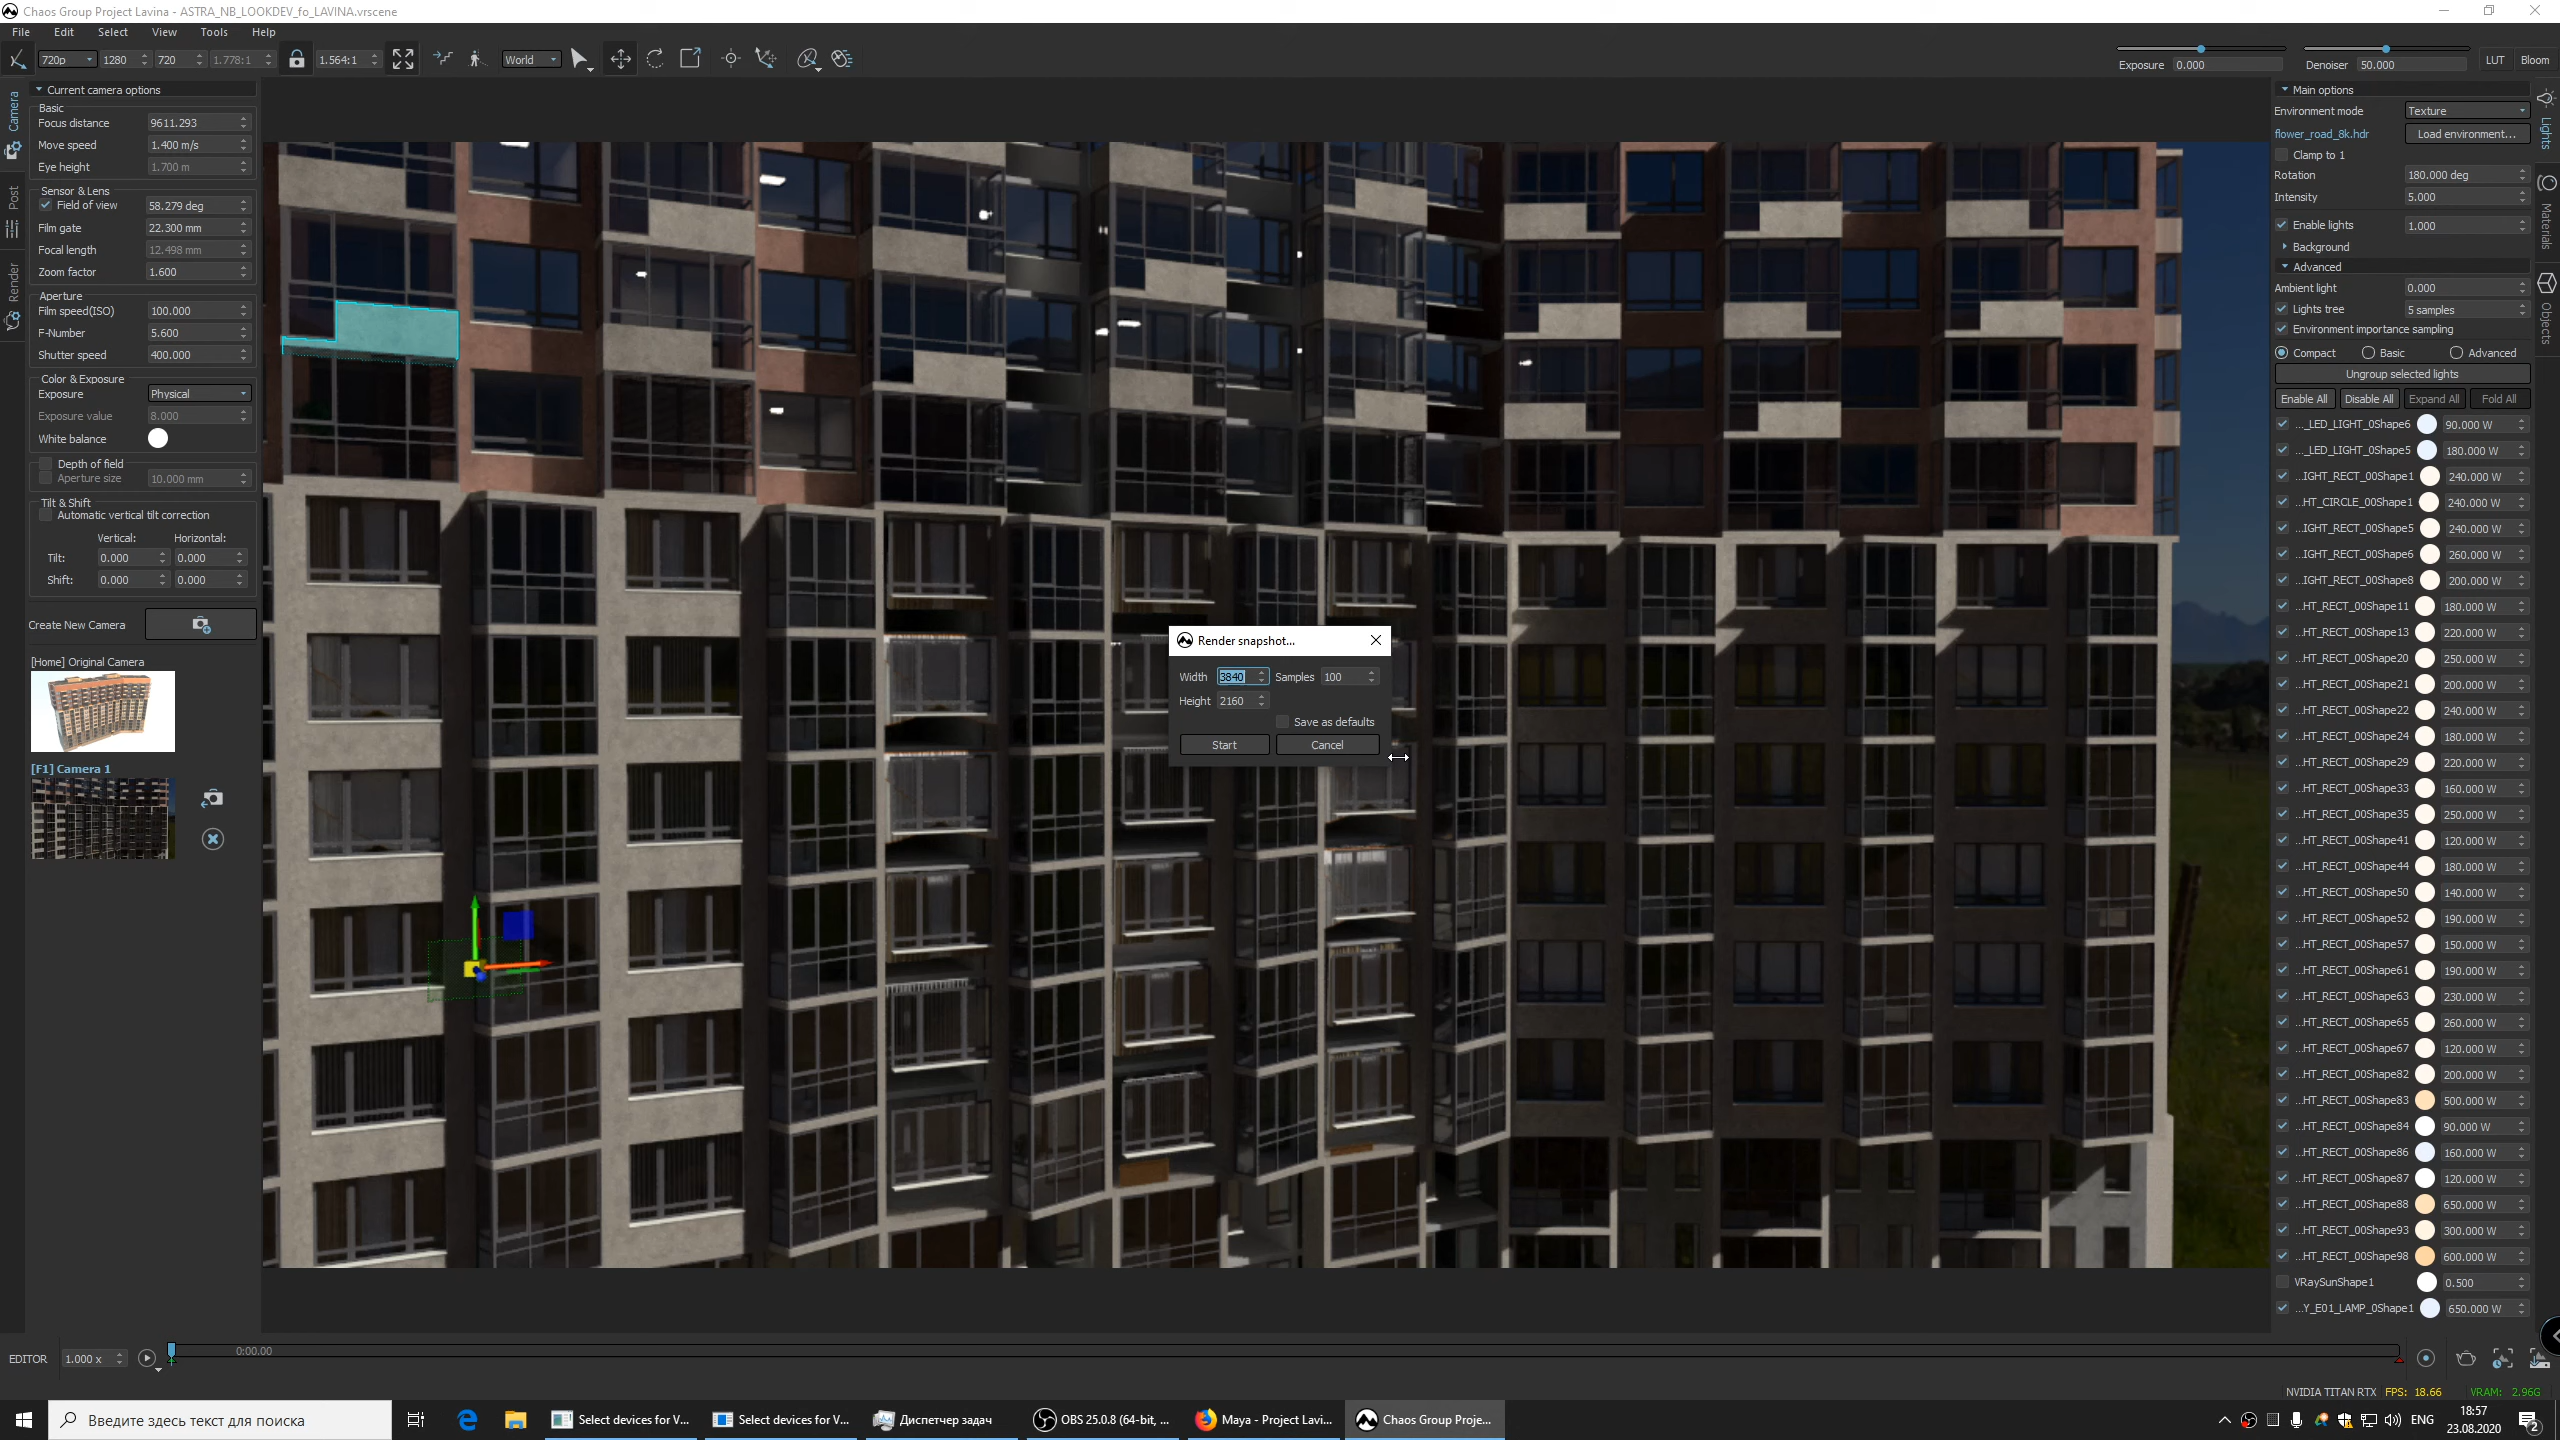 Chaos Group Project Lavina - ASTRA_NB_LOOKDEV_fo_LAVINA.vrscene
File Edit Select View Tools Help
720p 1280 720 1.778:1 1.564:1 World
Exposure 0.000 Denoiser 50.000 LUT Bloom
Camera
Post
Render
Current camera options
Basic
Focus distance 9611.293
Move speed 1.400 m/s
Eye height 1.700 m
Sensor & Lens
Field of view 58.279 deg
Film gate 22.300 mm
Focal length 12.498 mm
Zoom factor 1.600
Aperture
Film speed(ISO) 100.000
F-Number 5.600
Shutter speed 400.000
Color & Exposure
Exposure Physical
Exposure value 8.000
White balance
Depth of field
Aperture size 10.000 mm
Tilt & Shift
Automatic vertical tilt correction
Vertical: Horizontal:
Tilt: 0.000 0.000
Shift: 0.000 0.000
Create New Camera
[Home] Original Camera
[F1] Camera 1
Render snapshot...
Width 3840 Samples 100
Height 2160
Save as defaults
Start Cancel
Main options
Environment mode Texture
flower_road_8k.hdr Load environment...
Clamp to 1
Rotation 180.000 deg
Intensity 5.000
Enable lights 1.000
Background
Advanced
Ambient light 0.000
Lights tree 5 samples
Environment importance sampling
Compact Basic Advanced
Ungroup selected lights
Enable All Disable All Expand All Fold All
..._LED_LIGHT_0Shape6 90.000 W
..._LED_LIGHT_0Shape5 180.000 W
...IGHT_RECT_00Shape1 240.000 W
...HT_CIRCLE_00Shape1 240.000 W
...IGHT_RECT_00Shape5 240.000 W
...IGHT_RECT_00Shape6 260.000 W
...IGHT_RECT_00Shape8 200.000 W
...HT_RECT_00Shape11 180.000 W
...HT_RECT_00Shape13 220.000 W
...HT_RECT_00Shape20 250.000 W
...HT_RECT_00Shape21 200.000 W
...HT_RECT_00Shape22 240.000 W
...HT_RECT_00Shape24 180.000 W
...HT_RECT_00Shape29 220.000 W
...HT_RECT_00Shape33 160.000 W
...HT_RECT_00Shape35 250.000 W
...HT_RECT_00Shape41 120.000 W
...HT_RECT_00Shape44 180.000 W
...HT_RECT_00Shape50 140.000 W
...HT_RECT_00Shape52 190.000 W
...HT_RECT_00Shape57 150.000 W
...HT_RECT_00Shape61 190.000 W
...HT_RECT_00Shape63 230.000 W
...HT_RECT_00Shape65 260.000 W
...HT_RECT_00Shape67 120.000 W
...HT_RECT_00Shape82 200.000 W
...HT_RECT_00Shape83 500.000 W
...HT_RECT_00Shape84 90.000 W
...HT_RECT_00Shape86 160.000 W
...HT_RECT_00Shape87 120.000 W
...HT_RECT_00Shape88 650.000 W
...HT_RECT_00Shape93 300.000 W
...HT_RECT_00Shape98 600.000 W
VRaySunShape1 0.500
...Y_E01_LAMP_0Shape1 650.000 W
Lights
Materials
Objects
EDITOR 1.000 x 0:00.00
NVIDIA TITAN RTX FPS: 18.66 VRAM: 2.96G
Введите здесь текст для поиска
Select devices for V...
Select devices for V...
Диспетчер задач
OBS 25.0.8 (64-bit, ...
Maya - Project Lavi...
Chaos Group Proje...
ENG
18:57
23.08.2020
2